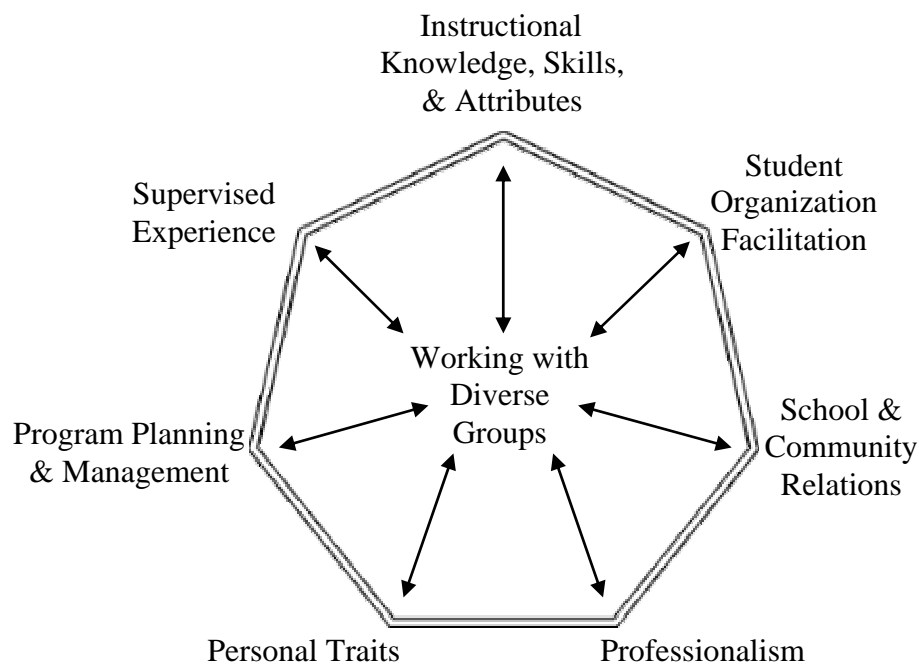 Instructional
Knowledge, Skills,
& Attributes
Student
Organization
Facilitation
Supervised
Experience
Working with
Diverse
Groups
School &
Community
Relations
Program Planning
& Management
Personal Traits
Professionalism